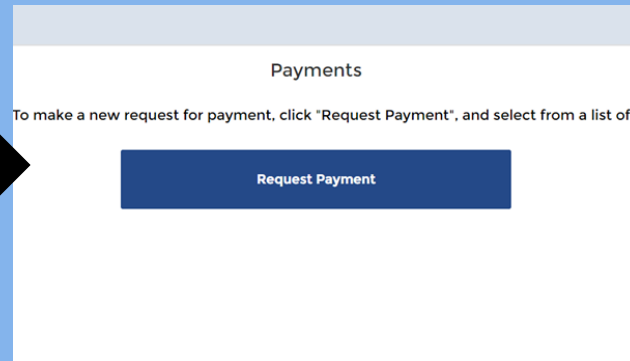 Payments
To make a new request for payment, click "Request Payment", and select from a list of
Request Payment